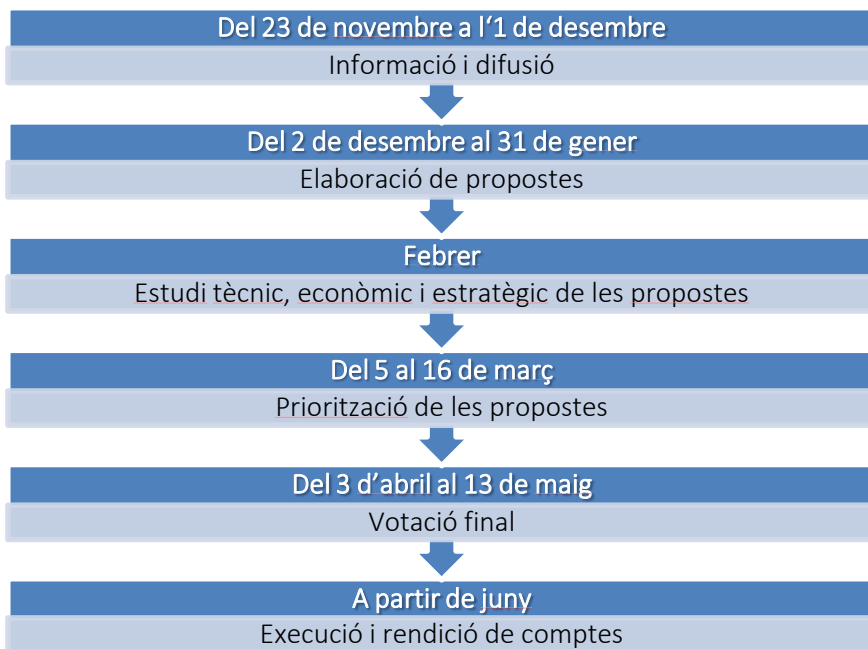 Del 23 de novembre a l‘1 de desembre
Informació i difusió
Del 2 de desembre al 31 de gener
Elaboració de propostes
Febrer
Estudi tècnic, econòmic i estratègic de les propostes
Del 5 al 16 de març
Priorització de les propostes
Del 3 d’abril al 13 de maig
Votació final
A partir de juny
Execució i rendició de comptes